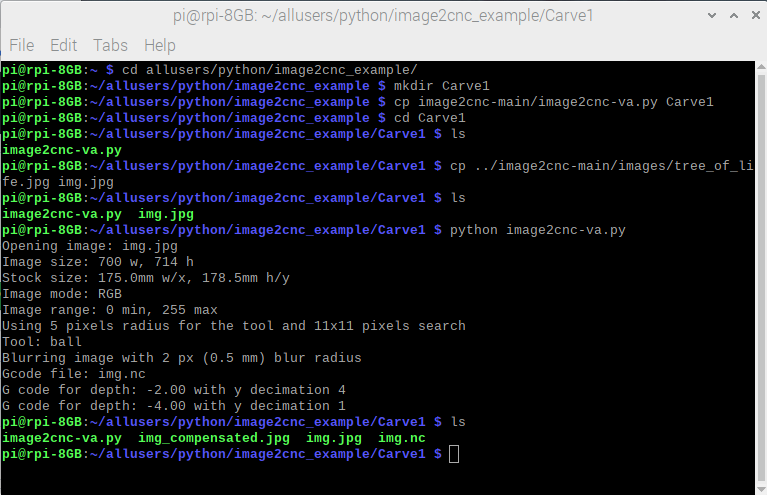 pi@rpi-8GB: ~/allusers/python/image2cnc_example/Carve1
File Edit Tabs Help
pi@rpi-8GB:~ $ cd allusers/python/image2cnc_example/
pi@rpi-8GB:~/allusers/python/image2cnc_example $ mkdir Carve1
pi@rpi-8GB:~/allusers/python/image2cnc_example $ cp image2cnc-main/image2cnc-va.py Carve1
pi@rpi-8GB:~/allusers/python/image2cnc_example $ cd Carve1
pi@rpi-8GB:~/allusers/python/image2cnc_example/Carve1 $ ls
image2cnc-va.py
pi@rpi-8GB:~/allusers/python/image2cnc_example/Carve1 $ cp ../image2cnc-main/images/tree_of_li
fe.jpg img.jpg
pi@rpi-8GB:~/allusers/python/image2cnc_example/Carve1 $ ls
image2cnc-va.py  img.jpg
pi@rpi-8GB:~/allusers/python/image2cnc_example/Carve1 $ python image2cnc-va.py
Opening image: img.jpg
Image size: 700 w, 714 h
Stock size: 175.0mm w/x, 178.5mm h/y
Image mode: RGB
Image range: 0 min, 255 max
Using 5 pixels radius for the tool and 11x11 pixels search
Tool: ball
Blurring image with 2 px (0.5 mm) blur radius
Gcode file: img.nc
G code for depth: -2.00 with y decimation 4
G code for depth: -4.00 with y decimation 1
pi@rpi-8GB:~/allusers/python/image2cnc_example/Carve1 $ ls
image2cnc-va.py  img_compensated.jpg  img.jpg  img.nc
pi@rpi-8GB:~/allusers/python/image2cnc_example/Carve1 $